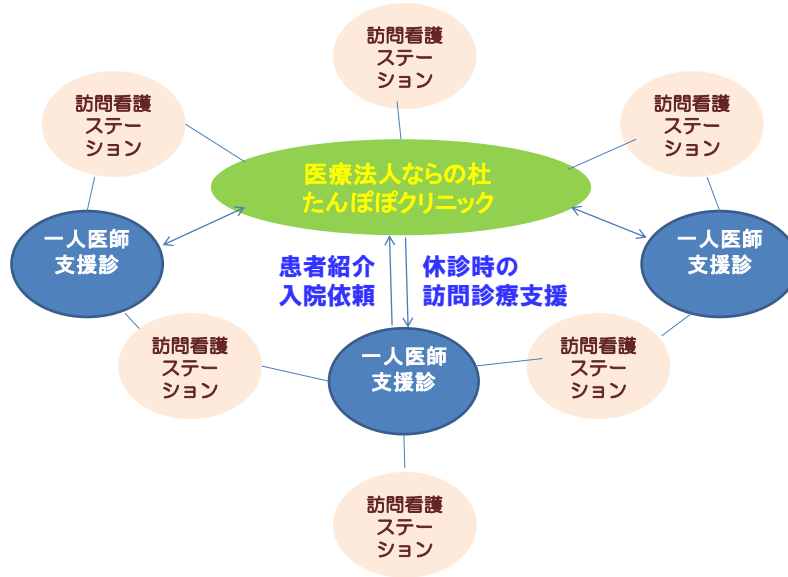 訪問看護
ステー
ション
訪問看護
ステー
ション
訪問看護
ステー
ション
医療法人ならの杜
たんぽぽクリニック
一人医師
支援診
一人医師
支援診
患者紹介
入院依頼
休診時の
訪問診療支援
訪問看護
ステー
ション
一人医師
支援診
訪問看護
ステー
ション
訪問看護
ステー
ション